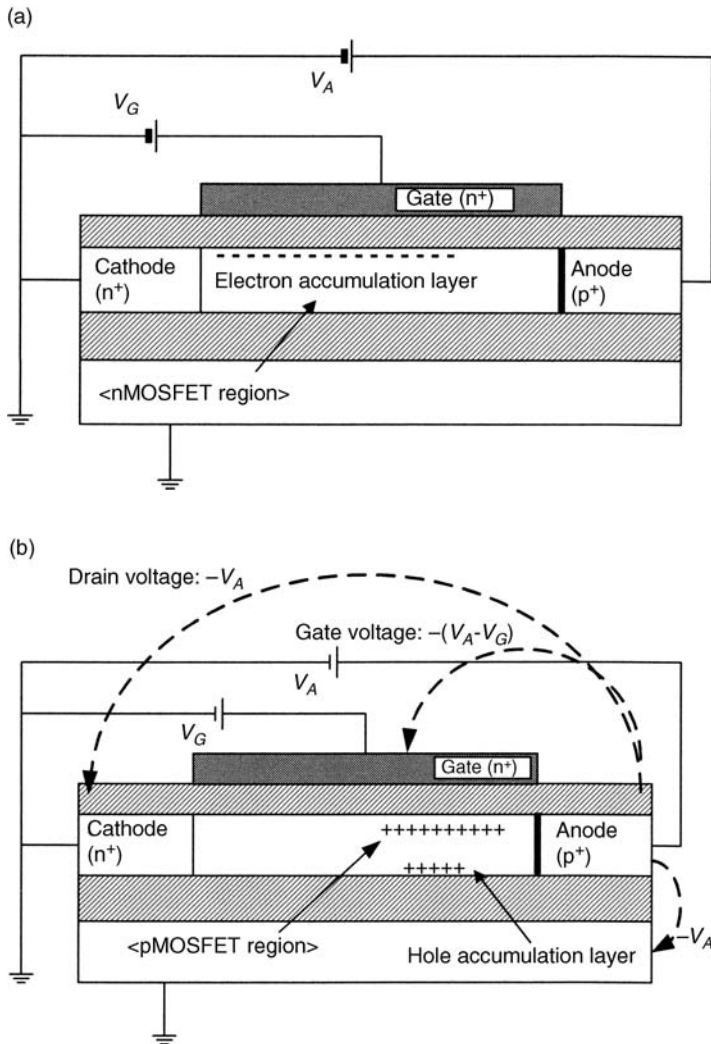 (a)
V_A
V_G
Gate (n⁺)
Cathode
(n⁺)
Electron accumulation layer
Anode
(p⁺)
<nMOSFET region>
(b)
Drain voltage: –V_A
Gate voltage: –(V_A-V_G)
V_A
V_G
Gate (n⁺)
Cathode
(n⁺)
++++++++++
Anode
(p⁺)
+++++
<pMOSFET region>
Hole accumulation layer
–V_A